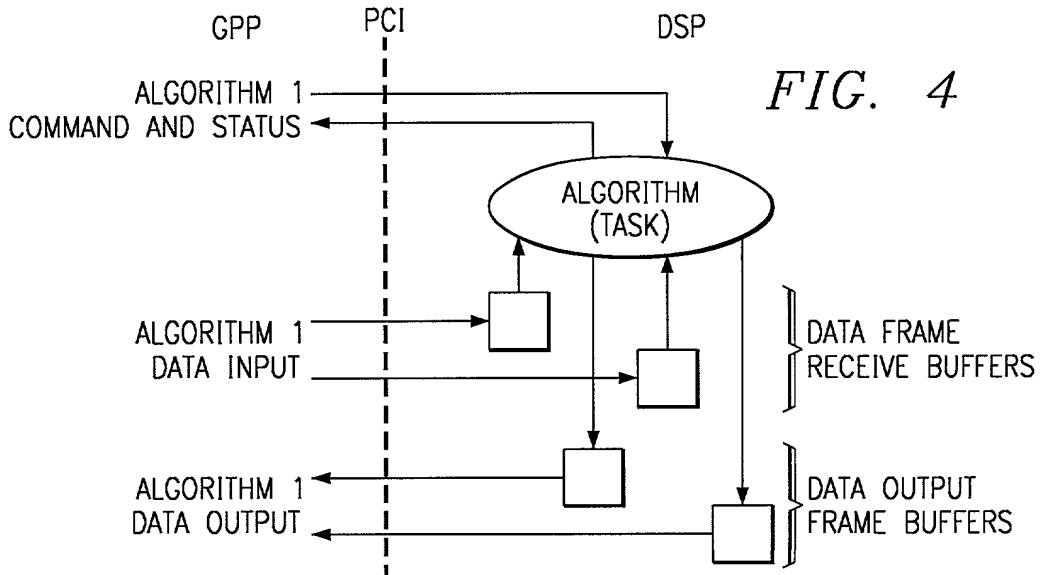 GPP
PCI
DSP
FIG. 4
ALGORITHM 1
COMMAND AND STATUS
ALGORITHM
(TASK)
ALGORITHM 1
DATA INPUT
DATA FRAME
RECEIVE BUFFERS
ALGORITHM 1
DATA OUTPUT
DATA OUTPUT
FRAME BUFFERS